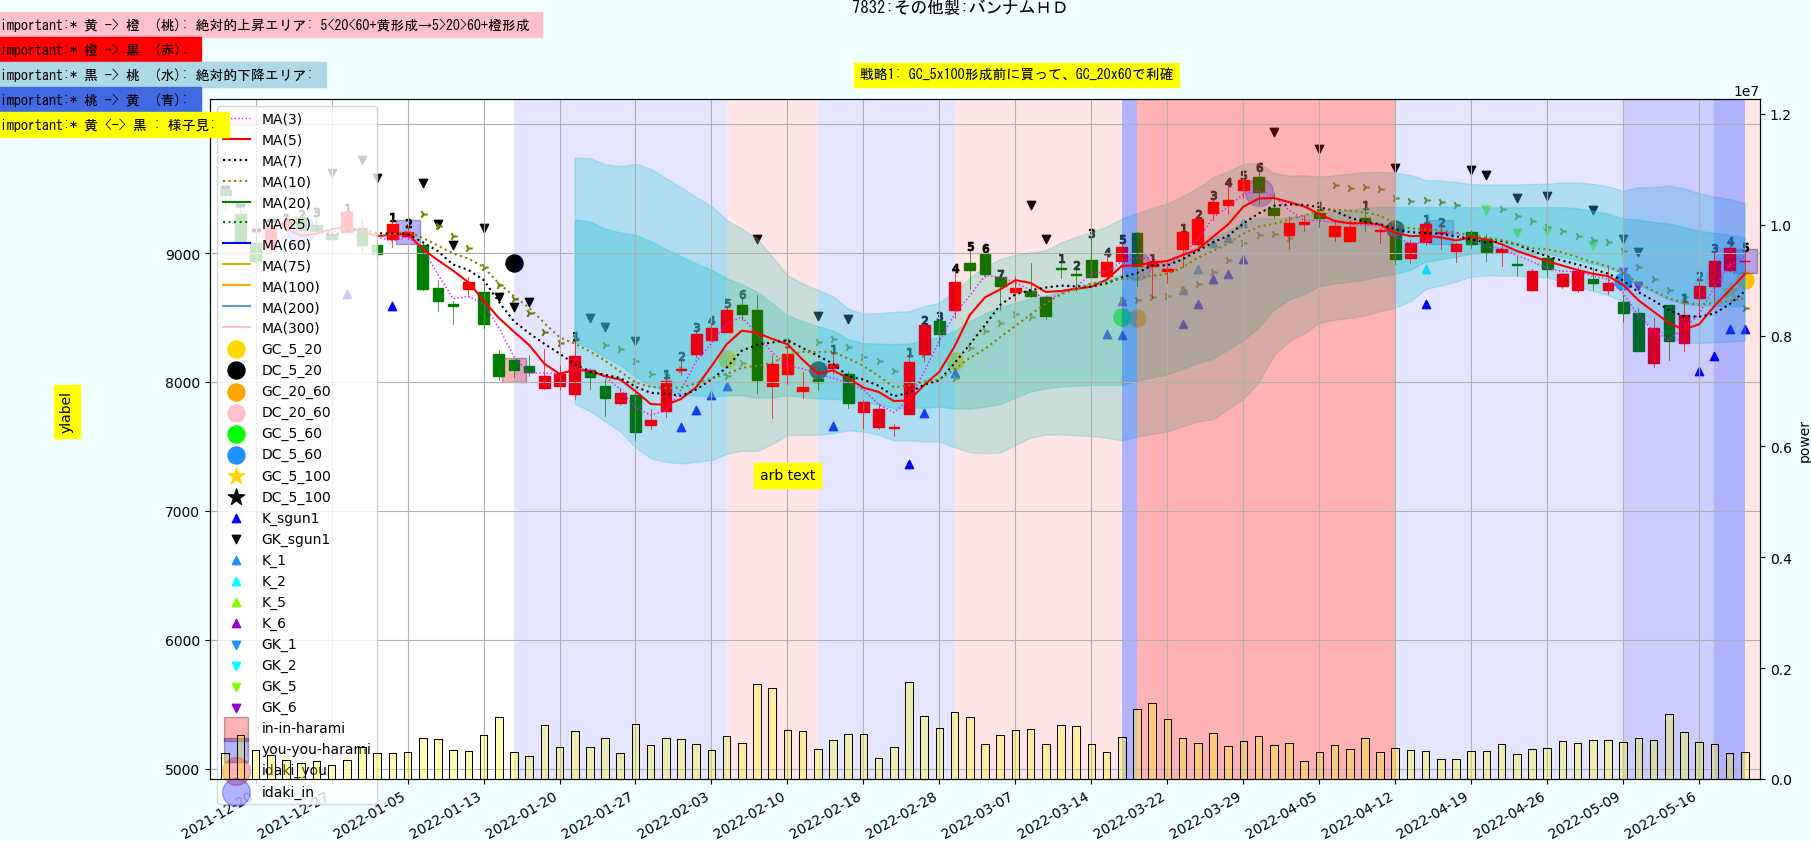 7832:その他製:バンナムＨＤ
important:* 黄 -> 橙 (桃): 絶対的上昇エリア: 5<20<60+黄形成→5>20>60+橙形成
important:* 橙 -> 黒 (赤):
important:* 黒 -> 桃 (水): 絶対的下降エリア:
戦略1: GC_5x100形成前に買って、GC_20x60で利確
important:* 桃 -> 黄 (青):
important:* 黄 <-> 黒 : 様子見:
1e7
MA(3)
MA(5)
MA(7)
MA(10)
MA(20)
MA(25)
MA(60)
MA(75)
MA(100)
MA(200)
MA(300)
GC_5_20
DC_5_20
GC_20_60
DC_20_60
GC_5_60
DC_5_60
GC_5_100
DC_5_100
K_sgun1
GK_sgun1
K_1
K_2
K_5
K_6
GK_1
GK_2
GK_5
GK_6
in-in-harami
you-you-harami
idaki_you
idaki_in
9000
8000
7000
6000
5000
ylabel
arb text
1.2
1.0
0.8
0.6
0.4
0.2
0.0
power
2021-12-20
2021-12-27
2022-01-05
2022-01-13
2022-01-20
2022-01-27
2022-02-03
2022-02-10
2022-02-18
2022-02-28
2022-03-07
2022-03-14
2022-03-22
2022-03-29
2022-04-05
2022-04-12
2022-04-19
2022-04-26
2022-05-09
2022-05-16